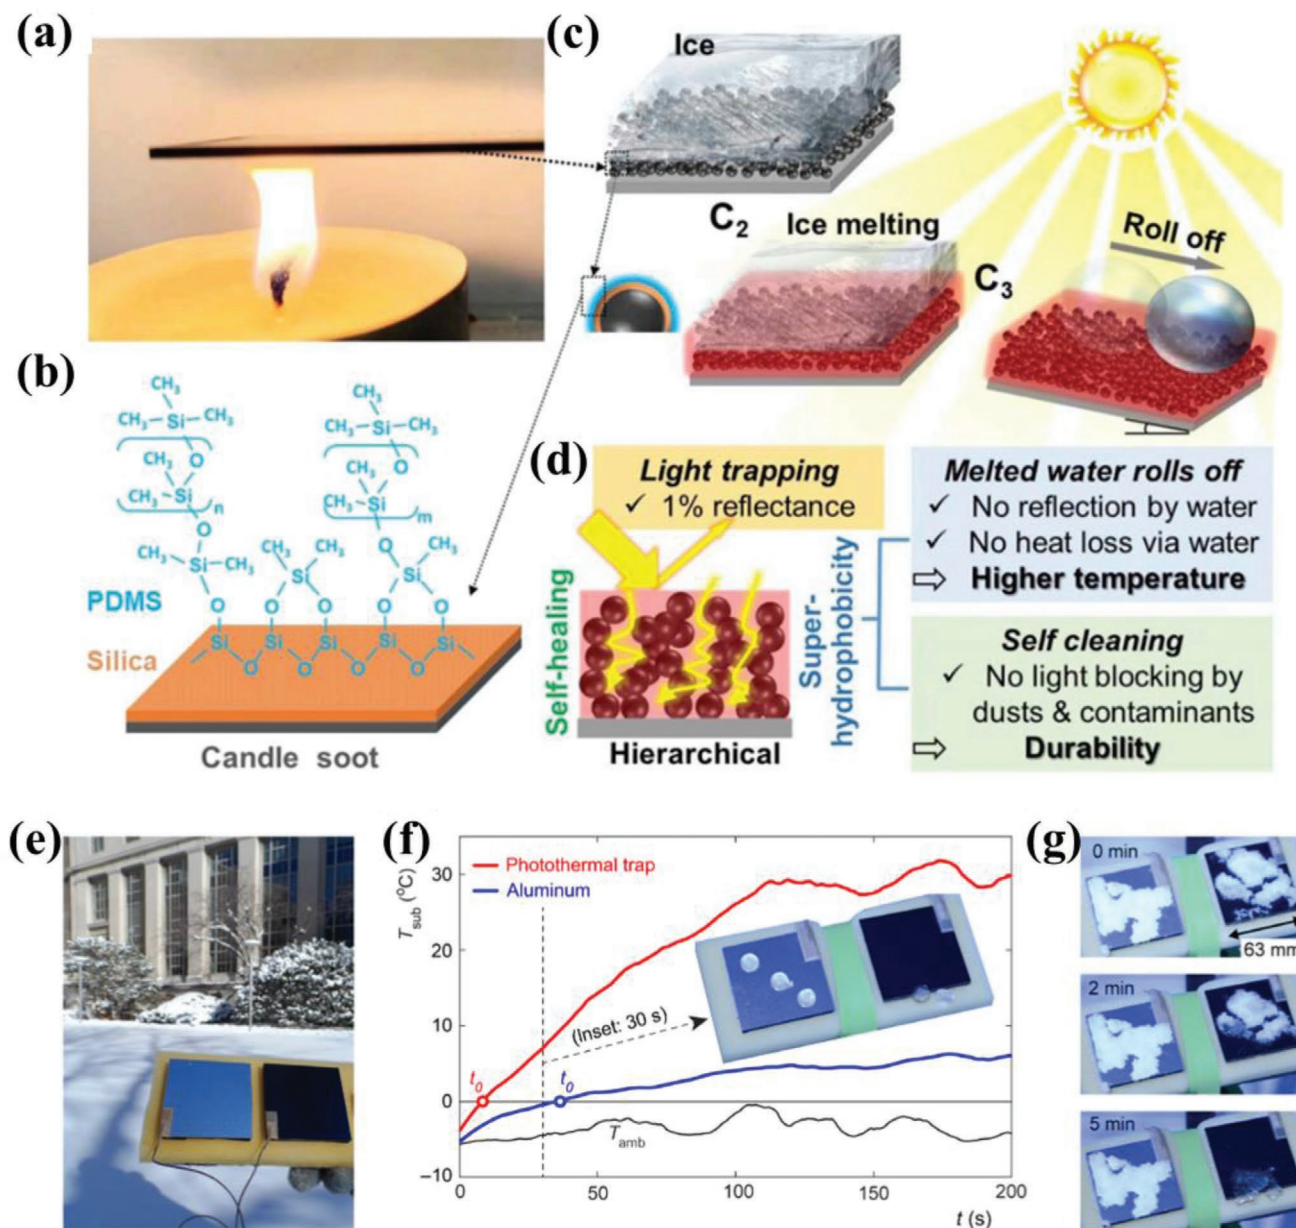 (a)
(c)
Ice
C2
Ice melting
Roll off
C3
(b)
CH3
CH3 Si CH3
O
CH3
CH3 Si
n
O
CH3 Si CH3
O
CH3 CH3
Si
O O
CH3
CH3 Si CH3
O
CH3
CH3 Si
m
O
CH3
Si
O O
PDMS
Silica
Si Si Si Si Si
O O O O
Candle soot
(d)
Light trapping
✓ 1% reflectance
Self-healing
Hierarchical
Super-
hydrophobicity
Melted water rolls off
✓ No reflection by water
✓ No heat loss via water
⇨ Higher temperature
Self cleaning
✓ No light blocking by
dusts & contaminants
⇨ Durability
(e)
(f)
Photothermal trap
Aluminum
Tsub (°C)
30
20
10
0
−10
t0
t0
(Inset: 30 s)
Tamb
0
50
100
150
200
t (s)
(g)
0 min
63 mm
2 min
5 min